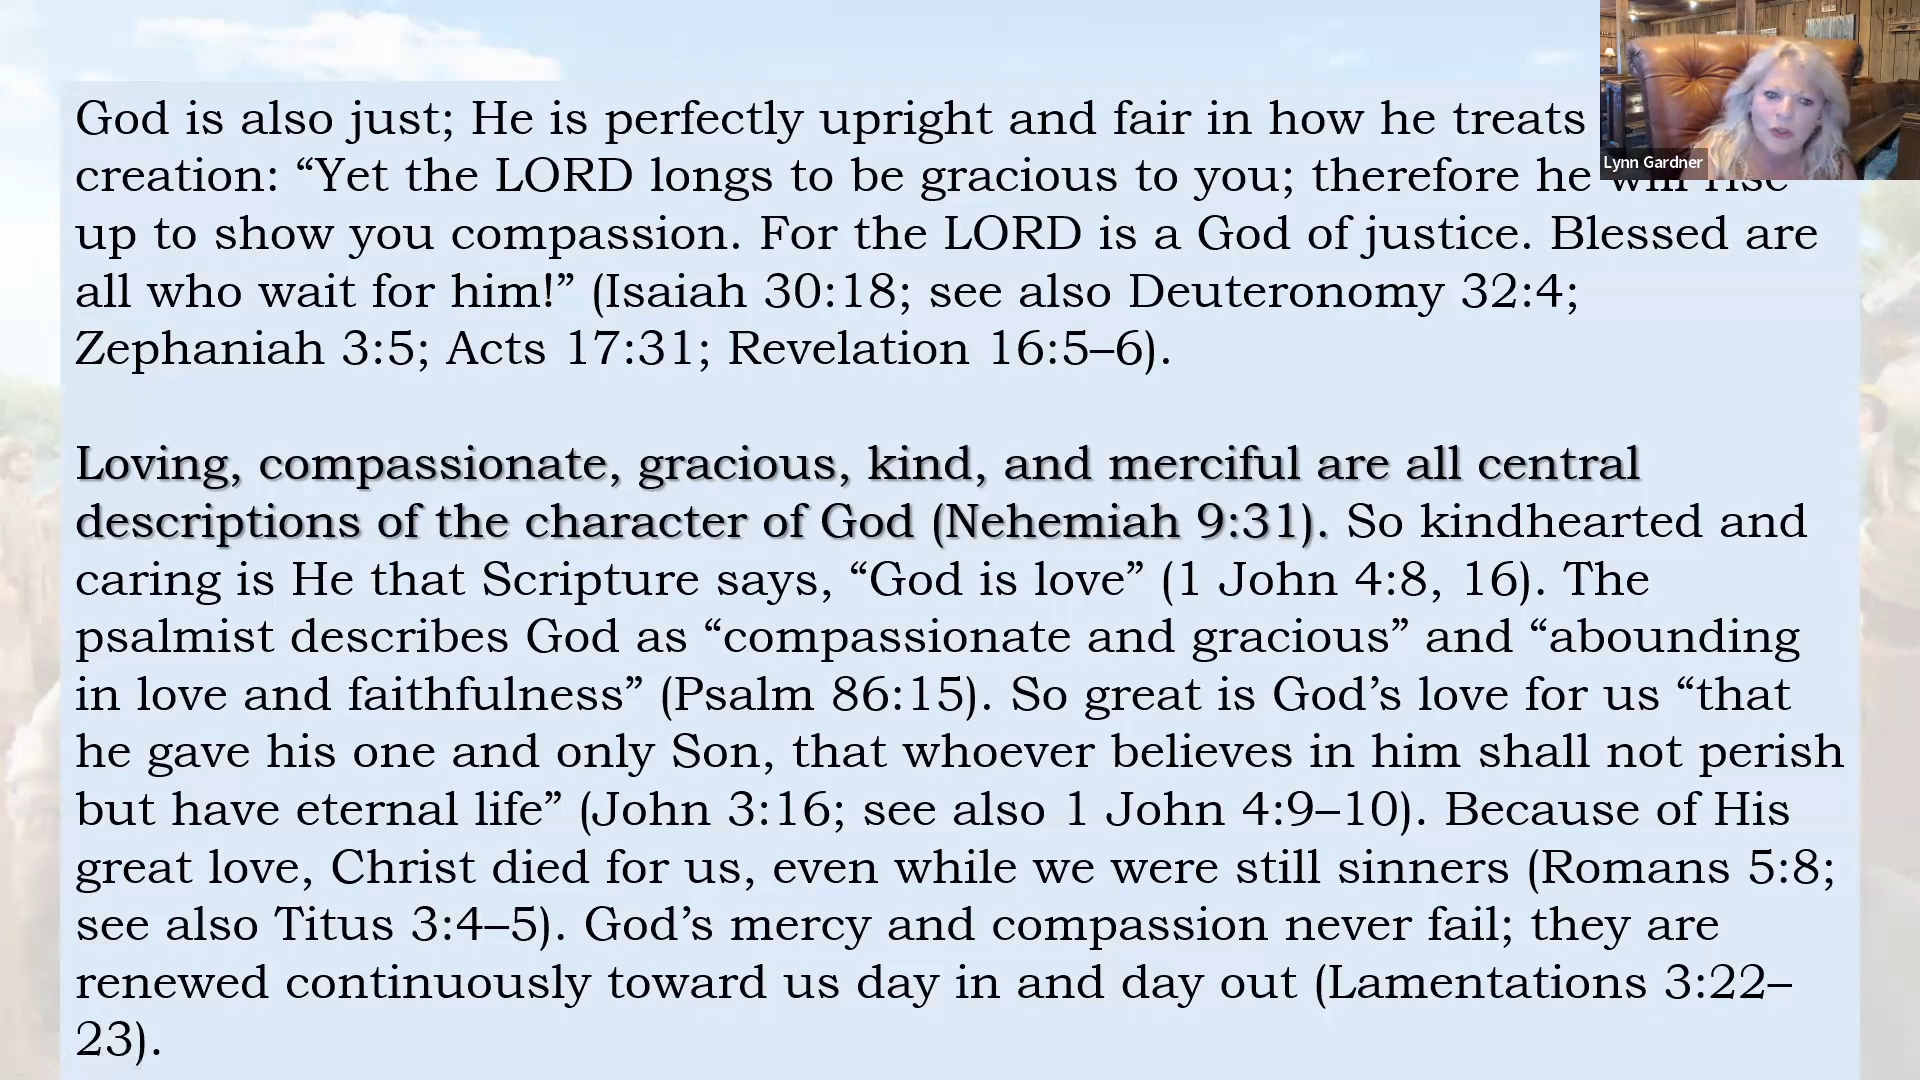 God is also just; He is perfectly upright and fair in how he treats
creation: “Yet the LORD longs to be gracious to you; therefore he will rise
up to show you compassion. For the LORD is a God of justice. Blessed are
all who wait for him!” (Isaiah 30:18; see also Deuteronomy 32:4;
Zephaniah 3:5; Acts 17:31; Revelation 16:5–6).
Loving, compassionate, gracious, kind, and merciful are all central
descriptions of the character of God (Nehemiah 9:31). So kindhearted and
caring is He that Scripture says, “God is love” (1 John 4:8, 16). The
psalmist describes God as “compassionate and gracious” and “abounding
in love and faithfulness” (Psalm 86:15). So great is God’s love for us “that
he gave his one and only Son, that whoever believes in him shall not perish
but have eternal life” (John 3:16; see also 1 John 4:9–10). Because of His
great love, Christ died for us, even while we were still sinners (Romans 5:8;
see also Titus 3:4–5). God’s mercy and compassion never fail; they are
renewed continuously toward us day in and day out (Lamentations 3:22–
23).
Lynn Gardner